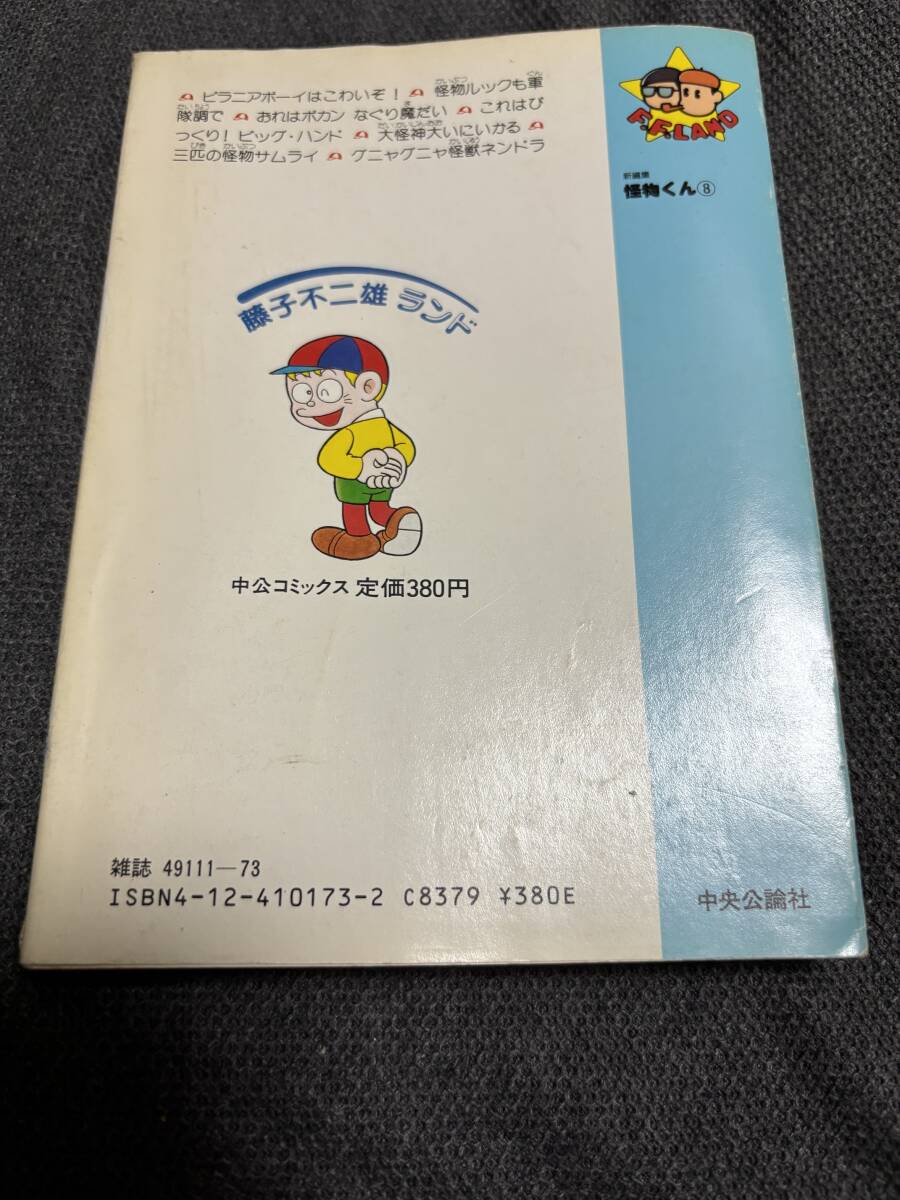 ピラニアボーイはこわいぞ! 怪物ルックも軍
隊調で おれはボカン なぐり魔だい これはび
っくり! ビッグ・ハンド 大怪神大いにいかる
三匹の怪物サムライ グニャグニャ怪獣ネンドラ
F.F.LAND
新編集
怪物くん⑧
藤子不二雄 ランド
中公コミックス 定価380円
雑誌 49111―73
ISBN4-12-410173-2 C8379 ¥380E
中央公論社